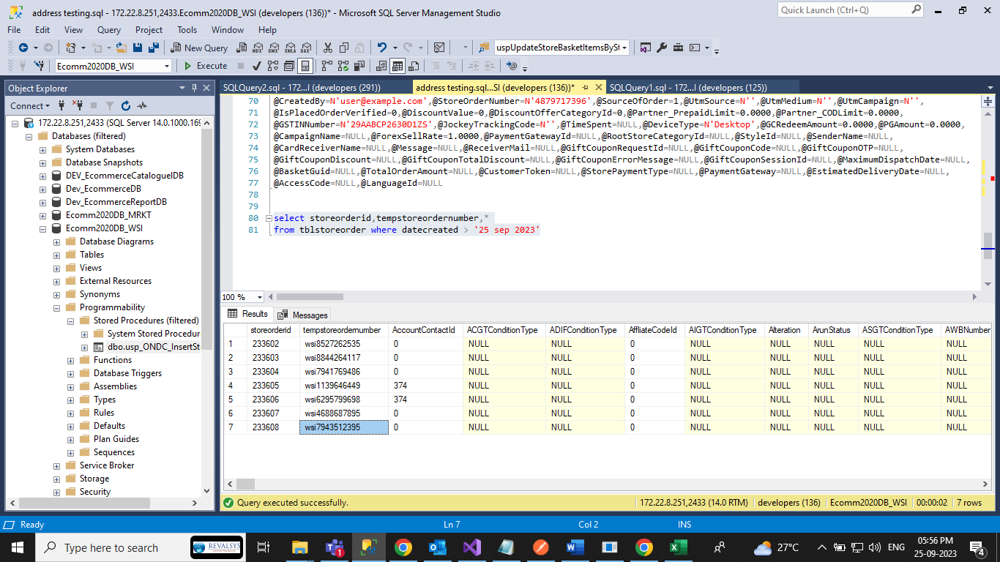 address testing.sql - 172.22.8.251,2433.Ecomm2020DB_WSI (developers (136))* - Microsoft SQL Server Management Studio
Quick Launch (Ctrl+Q)
File Edit View Query Project Tools Window Help
New Query MDX DMX XMLA DAX uspUpdateStoreBasketItemsBySt
Ecomm2020DB_WSI Execute
Object Explorer
Connect
172.22.8.251,2433 (SQL Server 14.0.1000.169
Databases (filtered)
System Databases
Database Snapshots
DEV_EcommerceCatalogueIDB
Dev_EcommerceDB
Dev_EcommerceReportDB
Ecomm2020DB_MRKT
Ecomm2020DB_WSI
Database Diagrams
Tables
Views
External Resources
Synonyms
Programmability
Stored Procedures (filtered)
System Stored Procedur
dbo.usp_ONDC_InsertSt
Functions
Database Triggers
Assemblies
Types
Rules
Defaults
Plan Guides
Sequences
Service Broker
Storage
Security
SQLQuery2.sql - 172...I (developers (291)) address testing.sql...SI (developers (136))* SQLQuery1.sql - 172...I (developers (125))
70 @CreatedBy=N'user@example.com',@StoreOrderNumber=N'4879717396',@SourceOfOrder=1,@UtmSource=N'',@UtmMedium=N'',@UtmCampaign=N'',
71 @IsPlacedOrderVerified=0,@DiscountValue=0,@DiscountOfferCategoryId=0,@Partner_PrepaidLimit=0.0000,@Partner_CODLimit=0.0000,
72 @GSTINNumber=N'29AABCP2630D1ZS',@JockeyTrackingCode=N'',@TimeSpent=NULL,@DeviceType=N'Desktop',@GCRedeemAmount=0.0000,@PGAmount=0.0000,
73 @CampaignName=NULL,@ForexSellRate=1.0000,@PaymentGatewayId=NULL,@RootStoreCategoryId=NULL,@StyleId=NULL,@SenderName=NULL,
74 @CardReceiverName=NULL,@Message=NULL,@ReceiverMail=NULL,@GiftCouponRequestId=NULL,@GiftCouponCode=NULL,@GiftCouponOTP=NULL,
75 @GiftCouponDiscount=NULL,@GiftCouponTotalDiscount=NULL,@GiftCouponErrorMessage=NULL,@GiftCouponSessionId=NULL,@MaximumDispatchDate=NULL,
76 @BasketGuid=NULL,@TotalOrderAmount=NULL,@CustomerToken=NULL,@StorePaymentType=NULL,@PaymentGateway=NULL,@EstimatedDeliveryDate=NULL,
77 @AccessCode=NULL,@LanguageId=NULL
78
79
80 select storeorderid,tempstoreordernumber,*
81 from tblstoreorder where datecreated > '25 sep 2023'
100 %
Results Messages
storeorderid tempstoreordernumber AccountContactId ACGTConditionType ADIFConditionType AffliateCodeId AIGTConditionType Alteration ArunStatus ASGTConditionType AWBNumber
1 233602 wsi8527262535 0 NULL NULL 0 NULL NULL NULL NULL NULL
2 233603 wsi8844264117 0 NULL NULL 0 NULL NULL NULL NULL NULL
3 233604 wsi7941769486 0 NULL NULL 0 NULL NULL NULL NULL NULL
4 233605 wsi1139646449 374 NULL NULL 0 NULL NULL NULL NULL NULL
5 233606 wsi6295799698 374 NULL NULL 0 NULL NULL NULL NULL NULL
6 233607 wsi4688687895 0 NULL NULL 0 NULL NULL NULL NULL NULL
7 233608 wsi7943512395 0 NULL NULL 0 NULL NULL NULL NULL NULL
Query executed successfully. 172.22.8.251,2433 (14.0 RTM) developers (136) Ecomm2020DB_WSI 00:00:02 7 rows
Ready Ln 7 Col 2 INS
Type here to search REVALSYS 1 27°C ENG 05:56 PM
25-09-2023 4